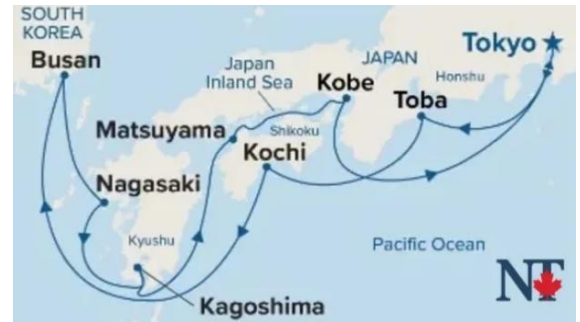 SOUTH
KOREA
Busan
Tokyo
JAPAN
Japan
Inland Sea
Honshu
Kobe
Toba
Matsuyama
Shikoku
Kochi
Nagasaki
Kyushu
Pacific Ocean
NT
Kagoshima